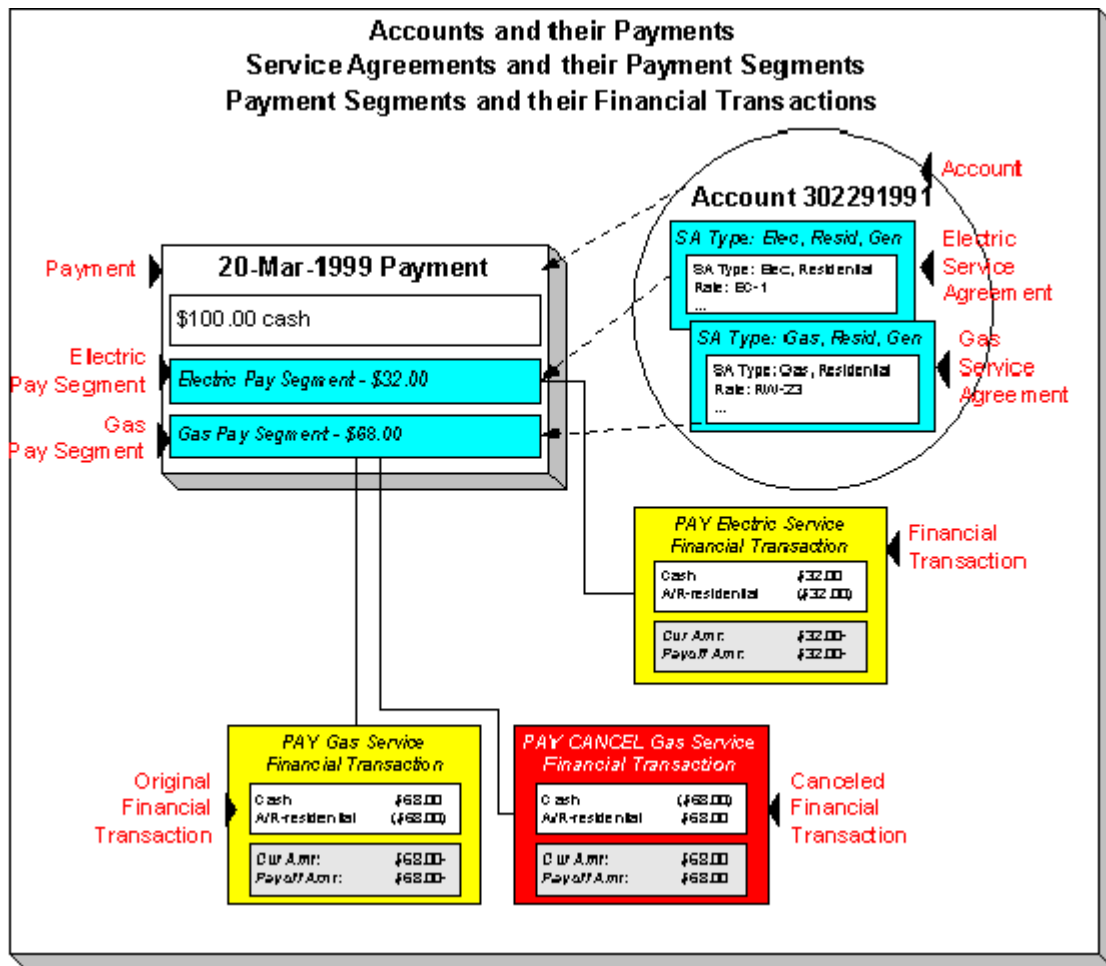 Accounts and their Payments
Service Agreements and their Payment Segments
Payment Segments and their Financial Transactions
Account
Account 302291991
SA Type: Elec, Resid, Gen
SA Type: Elec, Residential
Rate: EC-1
...
Electric
Service
Agreement
SA Type: Gas, Resid, Gen
SA Type: Gas, Residential
Rate: RW-23
...
Gas
Service
Agreement
Payment
20-Mar-1999 Payment
$100.00 cash
Ellectric
Pay Segment
Electric Pay Segment - $32.00
Gas
Pay Segment
Gas Pay Segment - $68.00
PAY Electric Service
Financial Transaction
Cash $32.00
A/R-residential ($32.00)
Cur Amt: $32.00-
Payoff Amt: $32.00-
Financial
Transaction
Original
Financial
Transaction
PAY Gas Service
Financial Transaction
Cash $68.00
A/R-residential ($68.00)
Cur Amt: $68.00-
Payoff Amt: $68.00-
PAY CANCEL Gas Service
Financial Transaction
Cash ($68.00)
A/R-residential $68.00
Cur Amt: $68.00
Payoff Amt: $68.00
Canceled
Financial
Transaction